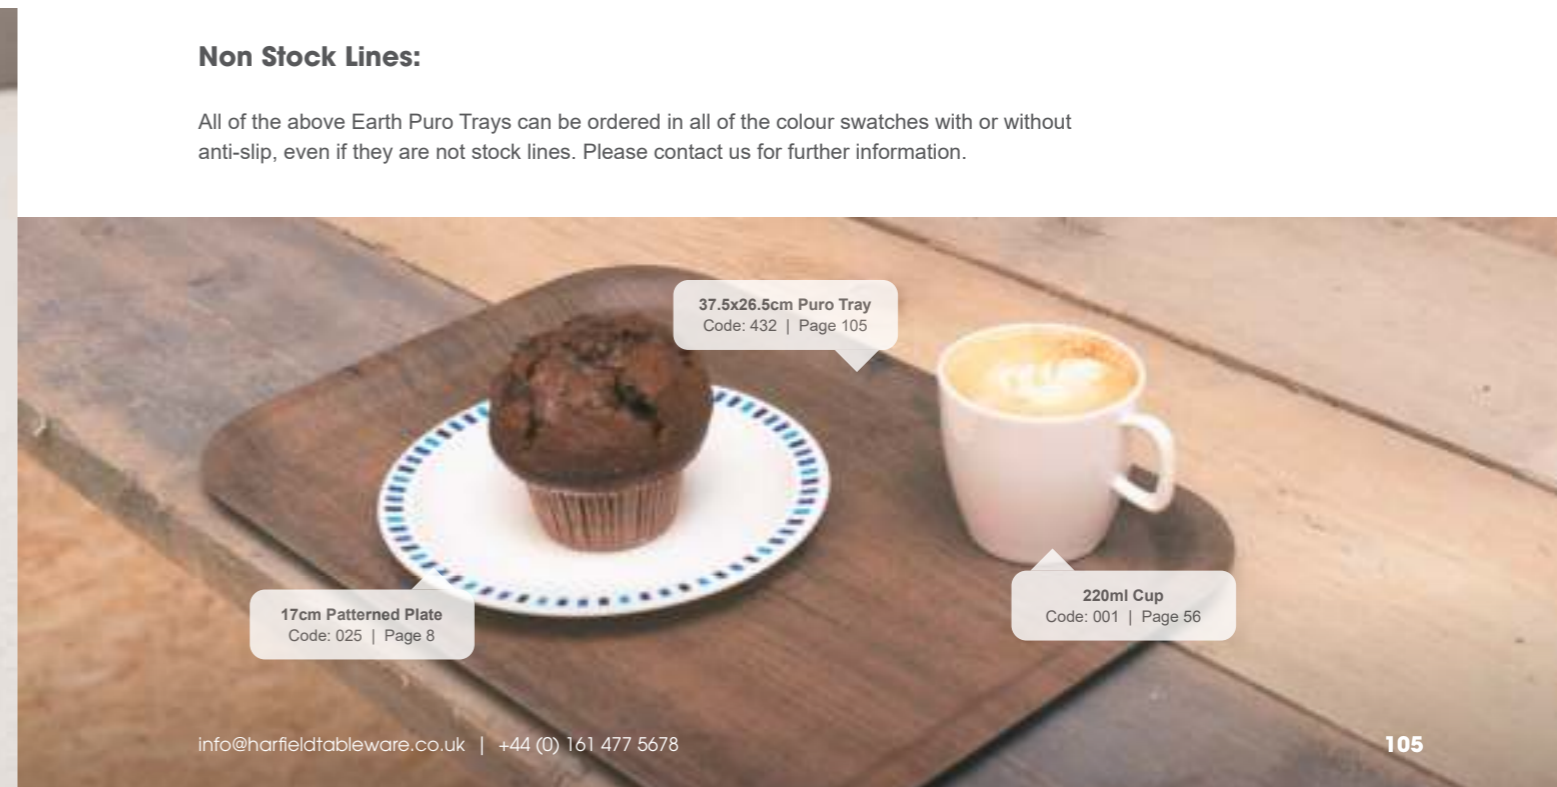 Non Stock Lines:
All of the above Earth Puro Trays can be ordered in all of the colour swatches with or without
anti-slip, even if they are not stock lines. Please contact us for further information.
37.5x26.5cm Puro Tray
Code: 432 | Page 105
17cm Patterned Plate
Code: 025 | Page 8
220ml Cup
Code: 001 | Page 56
info@harfieldtableware.co.uk | +44 (0) 161 477 5678
105